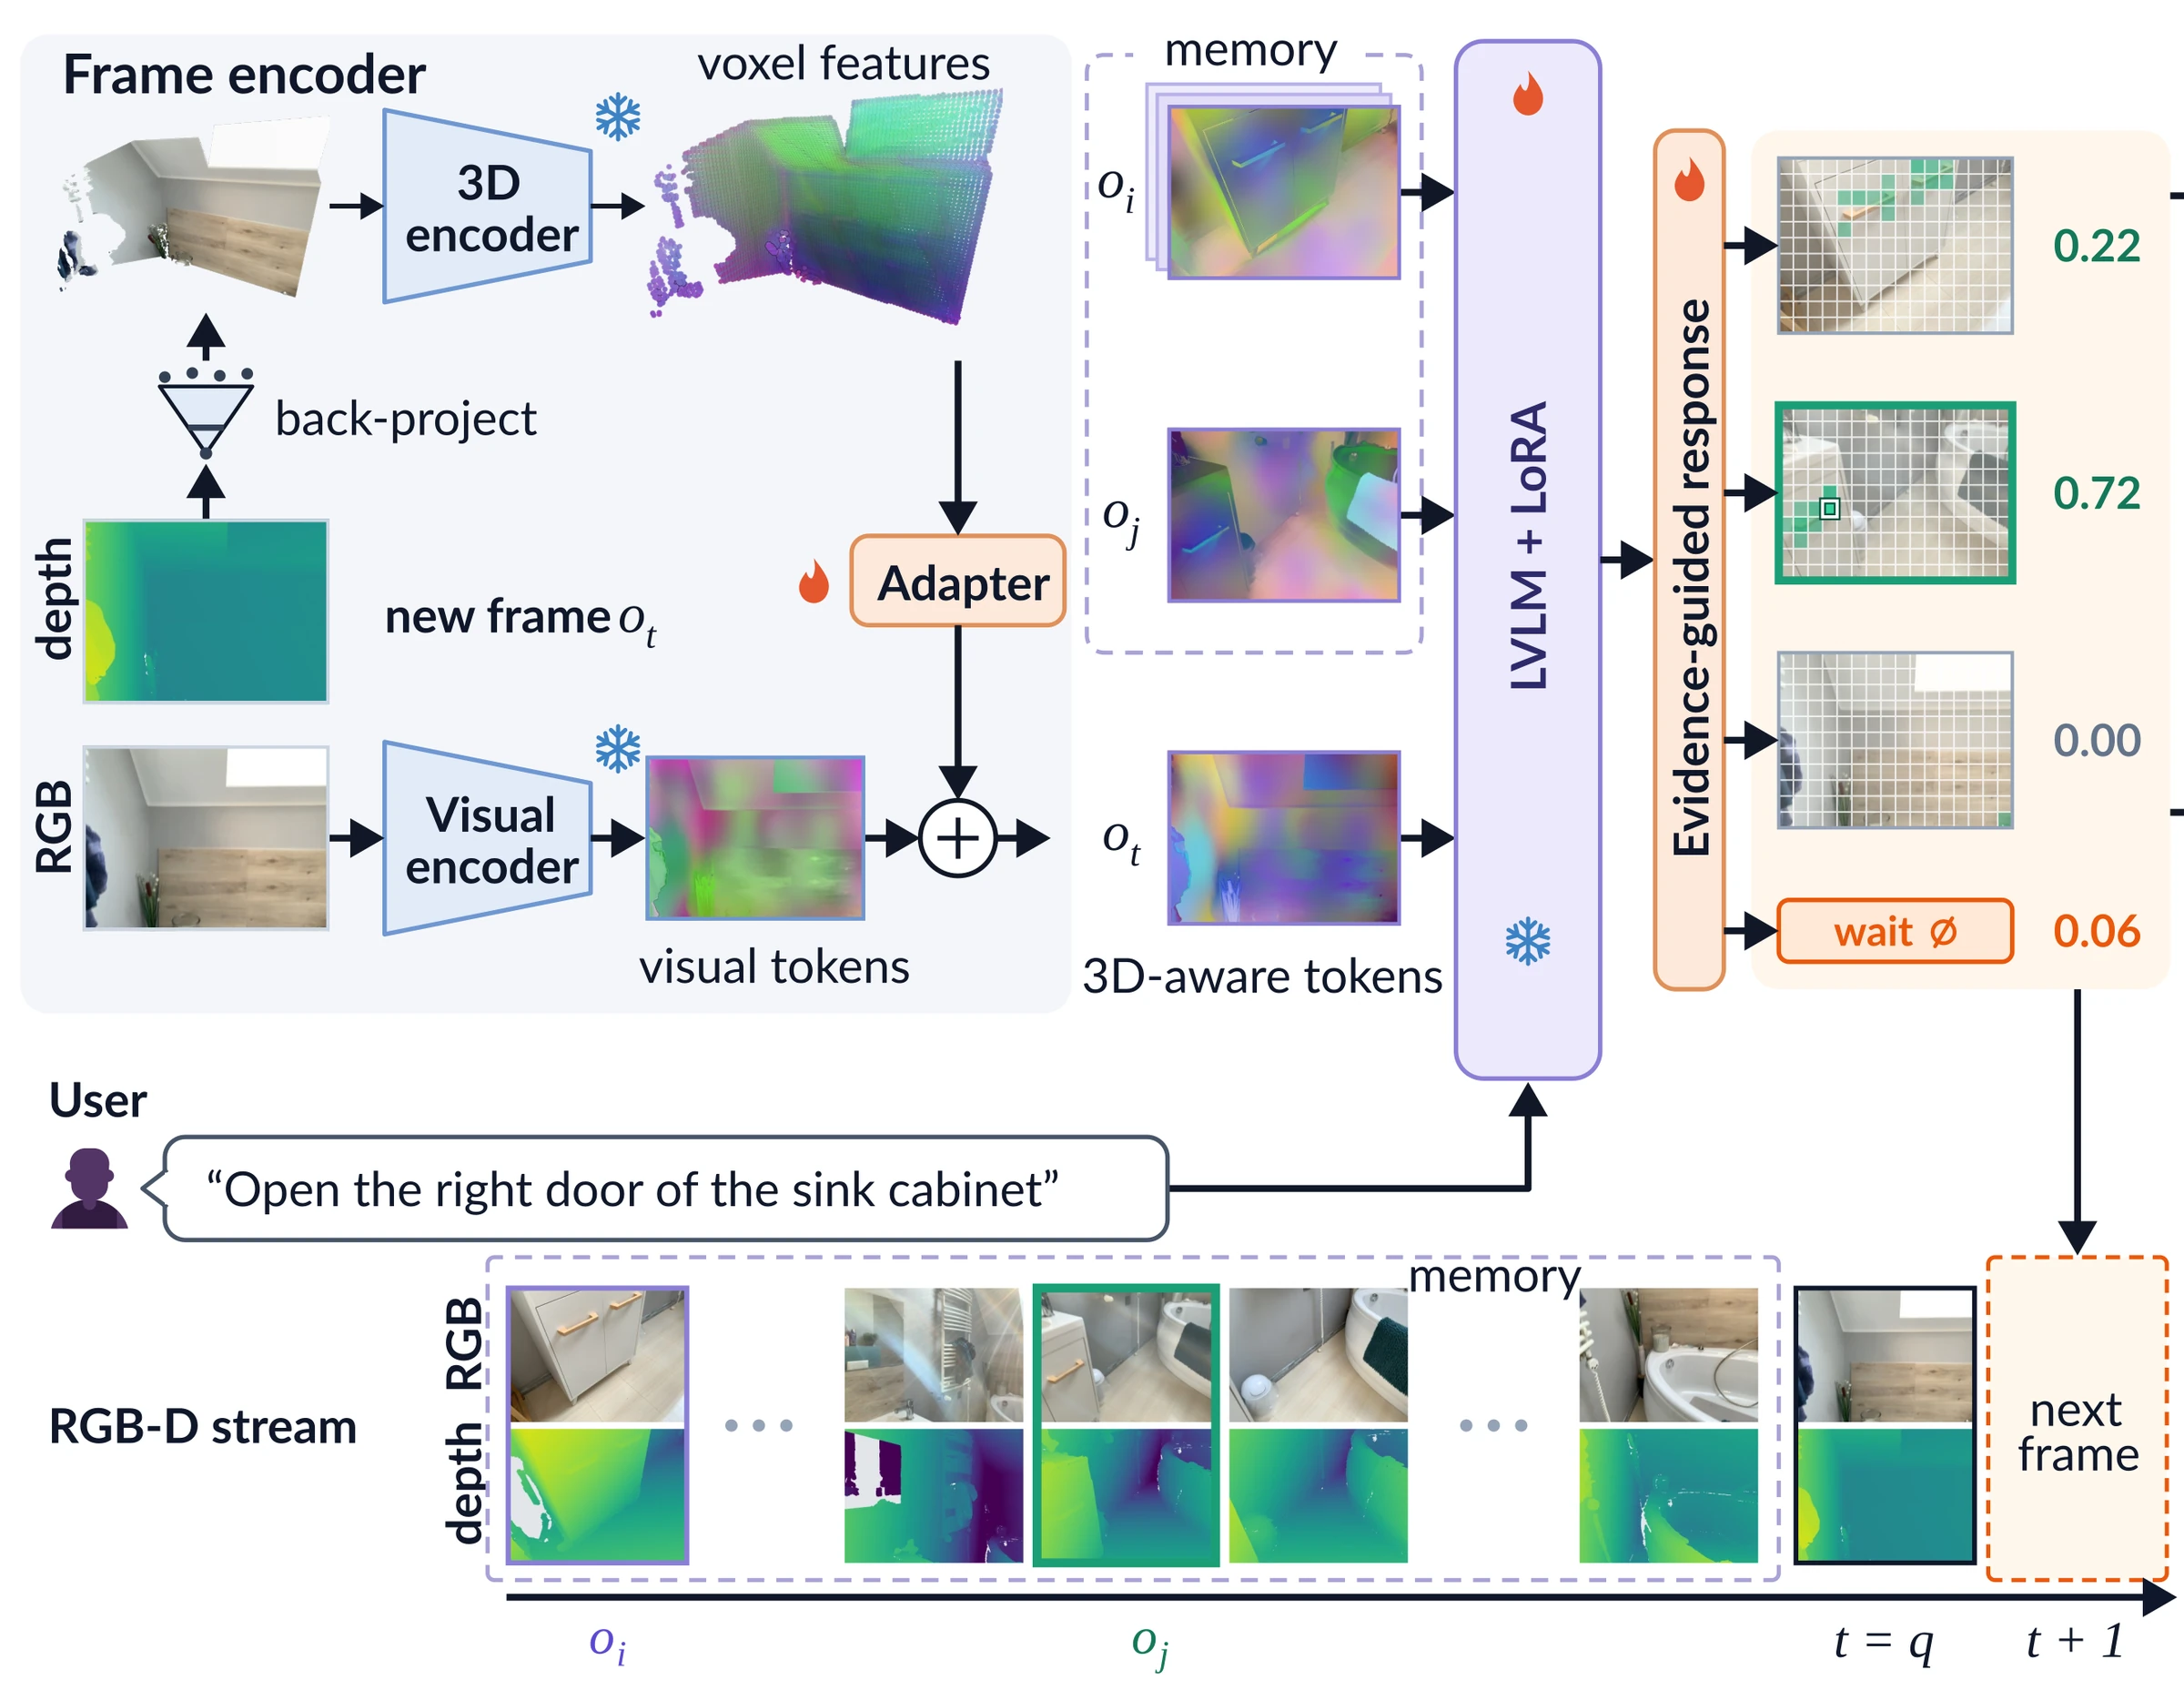 Frame encoder
voxel features
memory
3D
encoder
o_i
0.22
back-project
LVLM + LoRA
Evidence-guided response
o_j
0.72
depth
new frame o_t
Adapter
RGB
Visual
encoder
o_t
0.00
visual tokens
3D-aware tokens
wait ∅
0.06
User
“Open the right door of the sink cabinet”
memory
RGB
RGB-D stream
depth
next
frame
o_i
o_j
t = q
t + 1